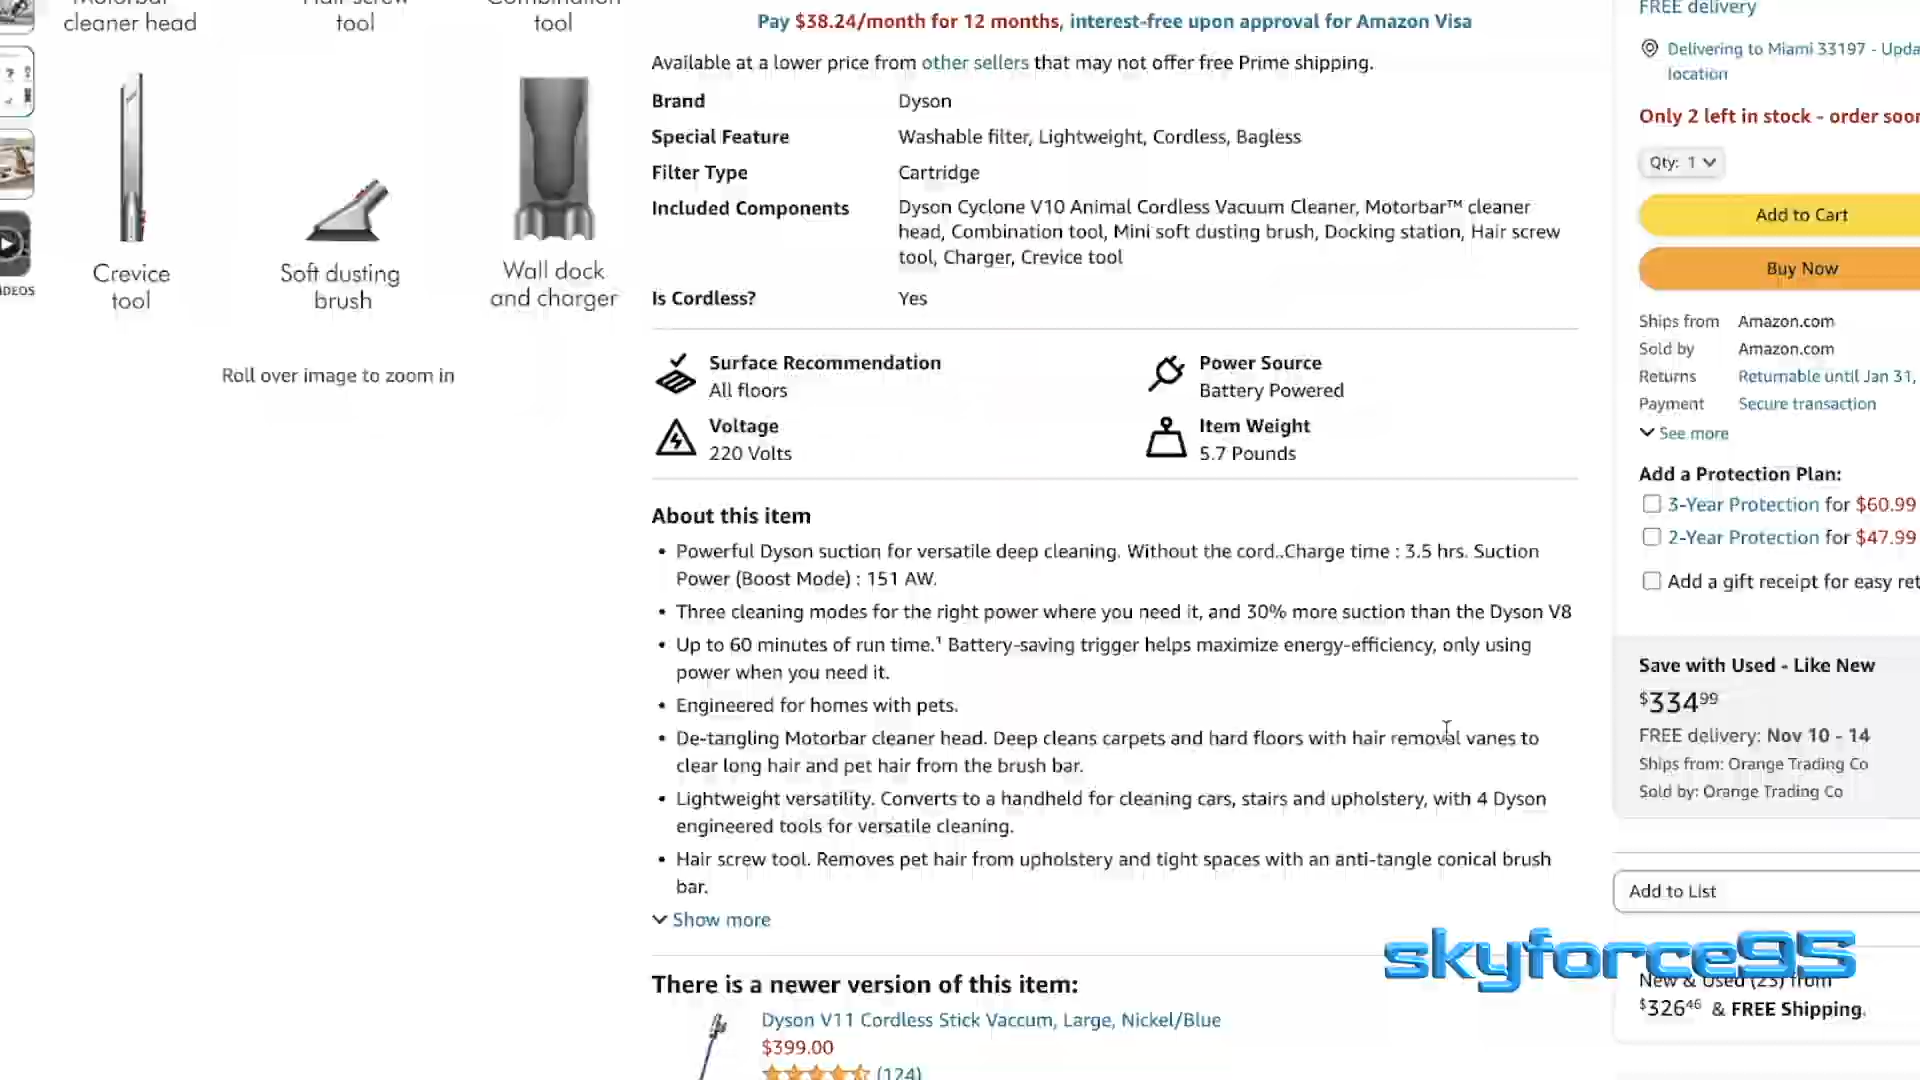 Motorbar
cleaner head
Hair screw
tool
Combination
tool
Crevice
tool
Soft dusting
brush
Wall dock
and charger
Roll over image to zoom in
Pay $38.24/month for 12 months, interest-free upon approval for Amazon Visa
Available at a lower price from other sellers that may not offer free Prime shipping.
Brand Dyson
Special Feature Washable filter, Lightweight, Cordless, Bagless
Filter Type Cartridge
Included Components Dyson Cyclone V10 Animal Cordless Vacuum Cleaner, Motorbar™ cleaner
head, Combination tool, Mini soft dusting brush, Docking station, Hair screw
tool, Charger, Crevice tool
Is Cordless? Yes
Surface Recommendation
All floors
Power Source
Battery Powered
Voltage
220 Volts
Item Weight
5.7 Pounds
About this item
• Powerful Dyson suction for versatile deep cleaning. Without the cord..Charge time : 3.5 hrs. Suction
Power (Boost Mode) : 151 AW.
• Three cleaning modes for the right power where you need it, and 30% more suction than the Dyson V8
• Up to 60 minutes of run time.¹ Battery-saving trigger helps maximize energy-efficiency, only using
power when you need it.
• Engineered for homes with pets.
• De-tangling Motorbar cleaner head. Deep cleans carpets and hard floors with hair removal vanes to
clear long hair and pet hair from the brush bar.
• Lightweight versatility. Converts to a handheld for cleaning cars, stairs and upholstery, with 4 Dyson
engineered tools for versatile cleaning.
• Hair screw tool. Removes pet hair from upholstery and tight spaces with an anti-tangle conical brush
bar.
Show more
There is a newer version of this item:
Dyson V11 Cordless Stick Vaccum, Large, Nickel/Blue
$399.00
(124)
FREE delivery
Delivering to Miami 33197 - Upda
location
Only 2 left in stock - order soon
Qty: 1
Add to Cart
Buy Now
Ships from Amazon.com
Sold by Amazon.com
Returns Returnable until Jan 31,
Payment Secure transaction
See more
Add a Protection Plan:
3-Year Protection for $60.99
2-Year Protection for $47.99
Add a gift receipt for easy ret
Save with Used - Like New
$334⁹⁹
FREE delivery: Nov 10 - 14
Ships from: Orange Trading Co
Sold by: Orange Trading Co
Add to List
skyforce95
New & Used (23) from
$326⁴⁶ & FREE Shipping.